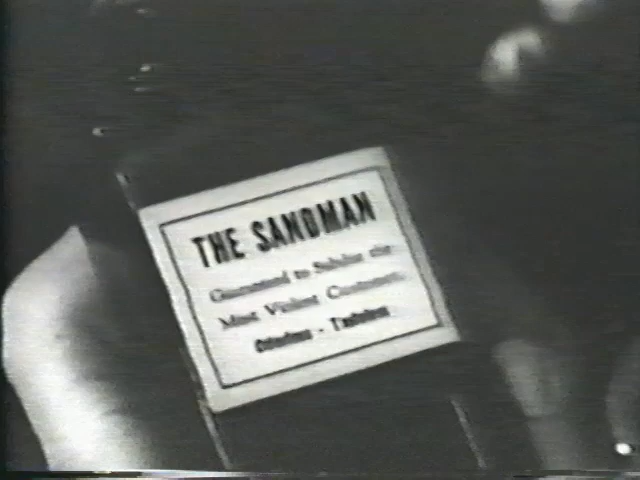 THE SANDMAN
Guaranteed to Subdue the
Most Violent Customers